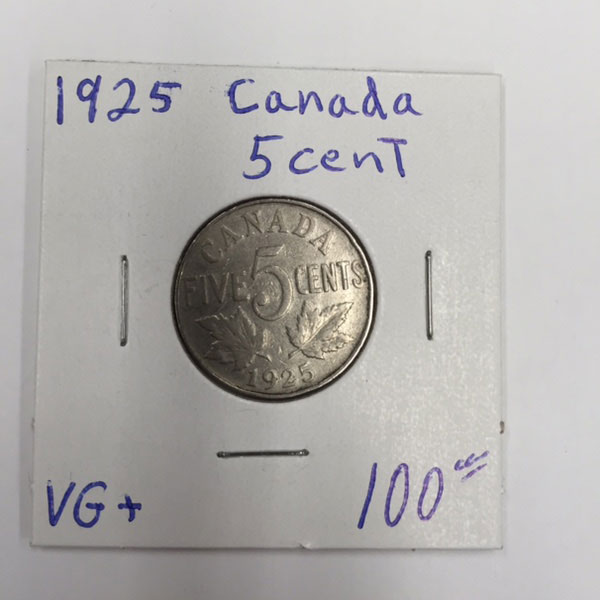 1925 Canada
5 cenT
CANADA
FIVE 5 CENTS
1925
VG+ 100